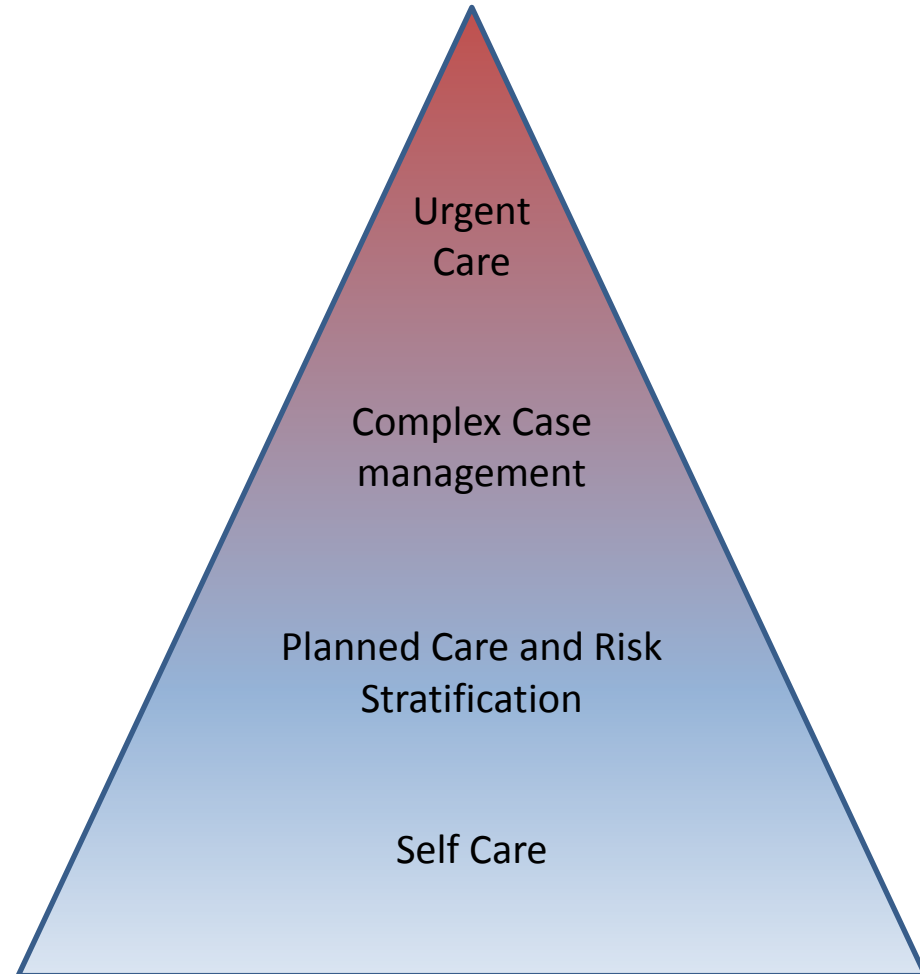 Urgent
Care
Complex Case
management
Planned Care and Risk
Stratification
Self Care